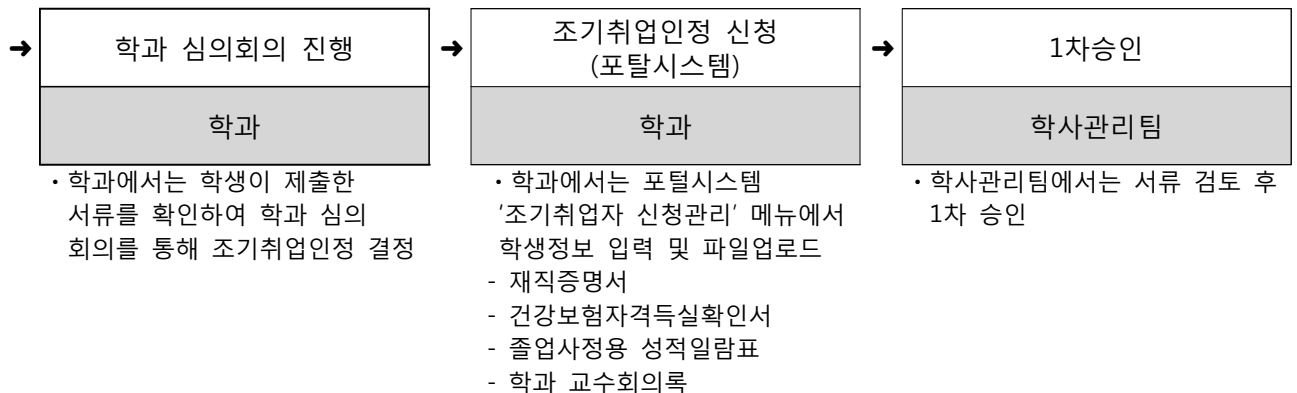 ➜ 학과 심의회의 진행 ➜ 조기취업인정 신청 ➜ 1차승인
(포탈시스템)
학과 학과 학사관리팀
・학과에서는 학생이 제출한
서류를 확인하여 학과 심의
회의를 통해 조기취업인정 결정
・학과에서는 포털시스템
'조기취업자 신청관리' 메뉴에서
학생정보 입력 및 파일업로드
- 재직증명서
- 건강보험자격득실확인서
- 졸업사정용 성적일람표
- 학과 교수회의록
・학사관리팀에서는 서류 검토 후
1차 승인